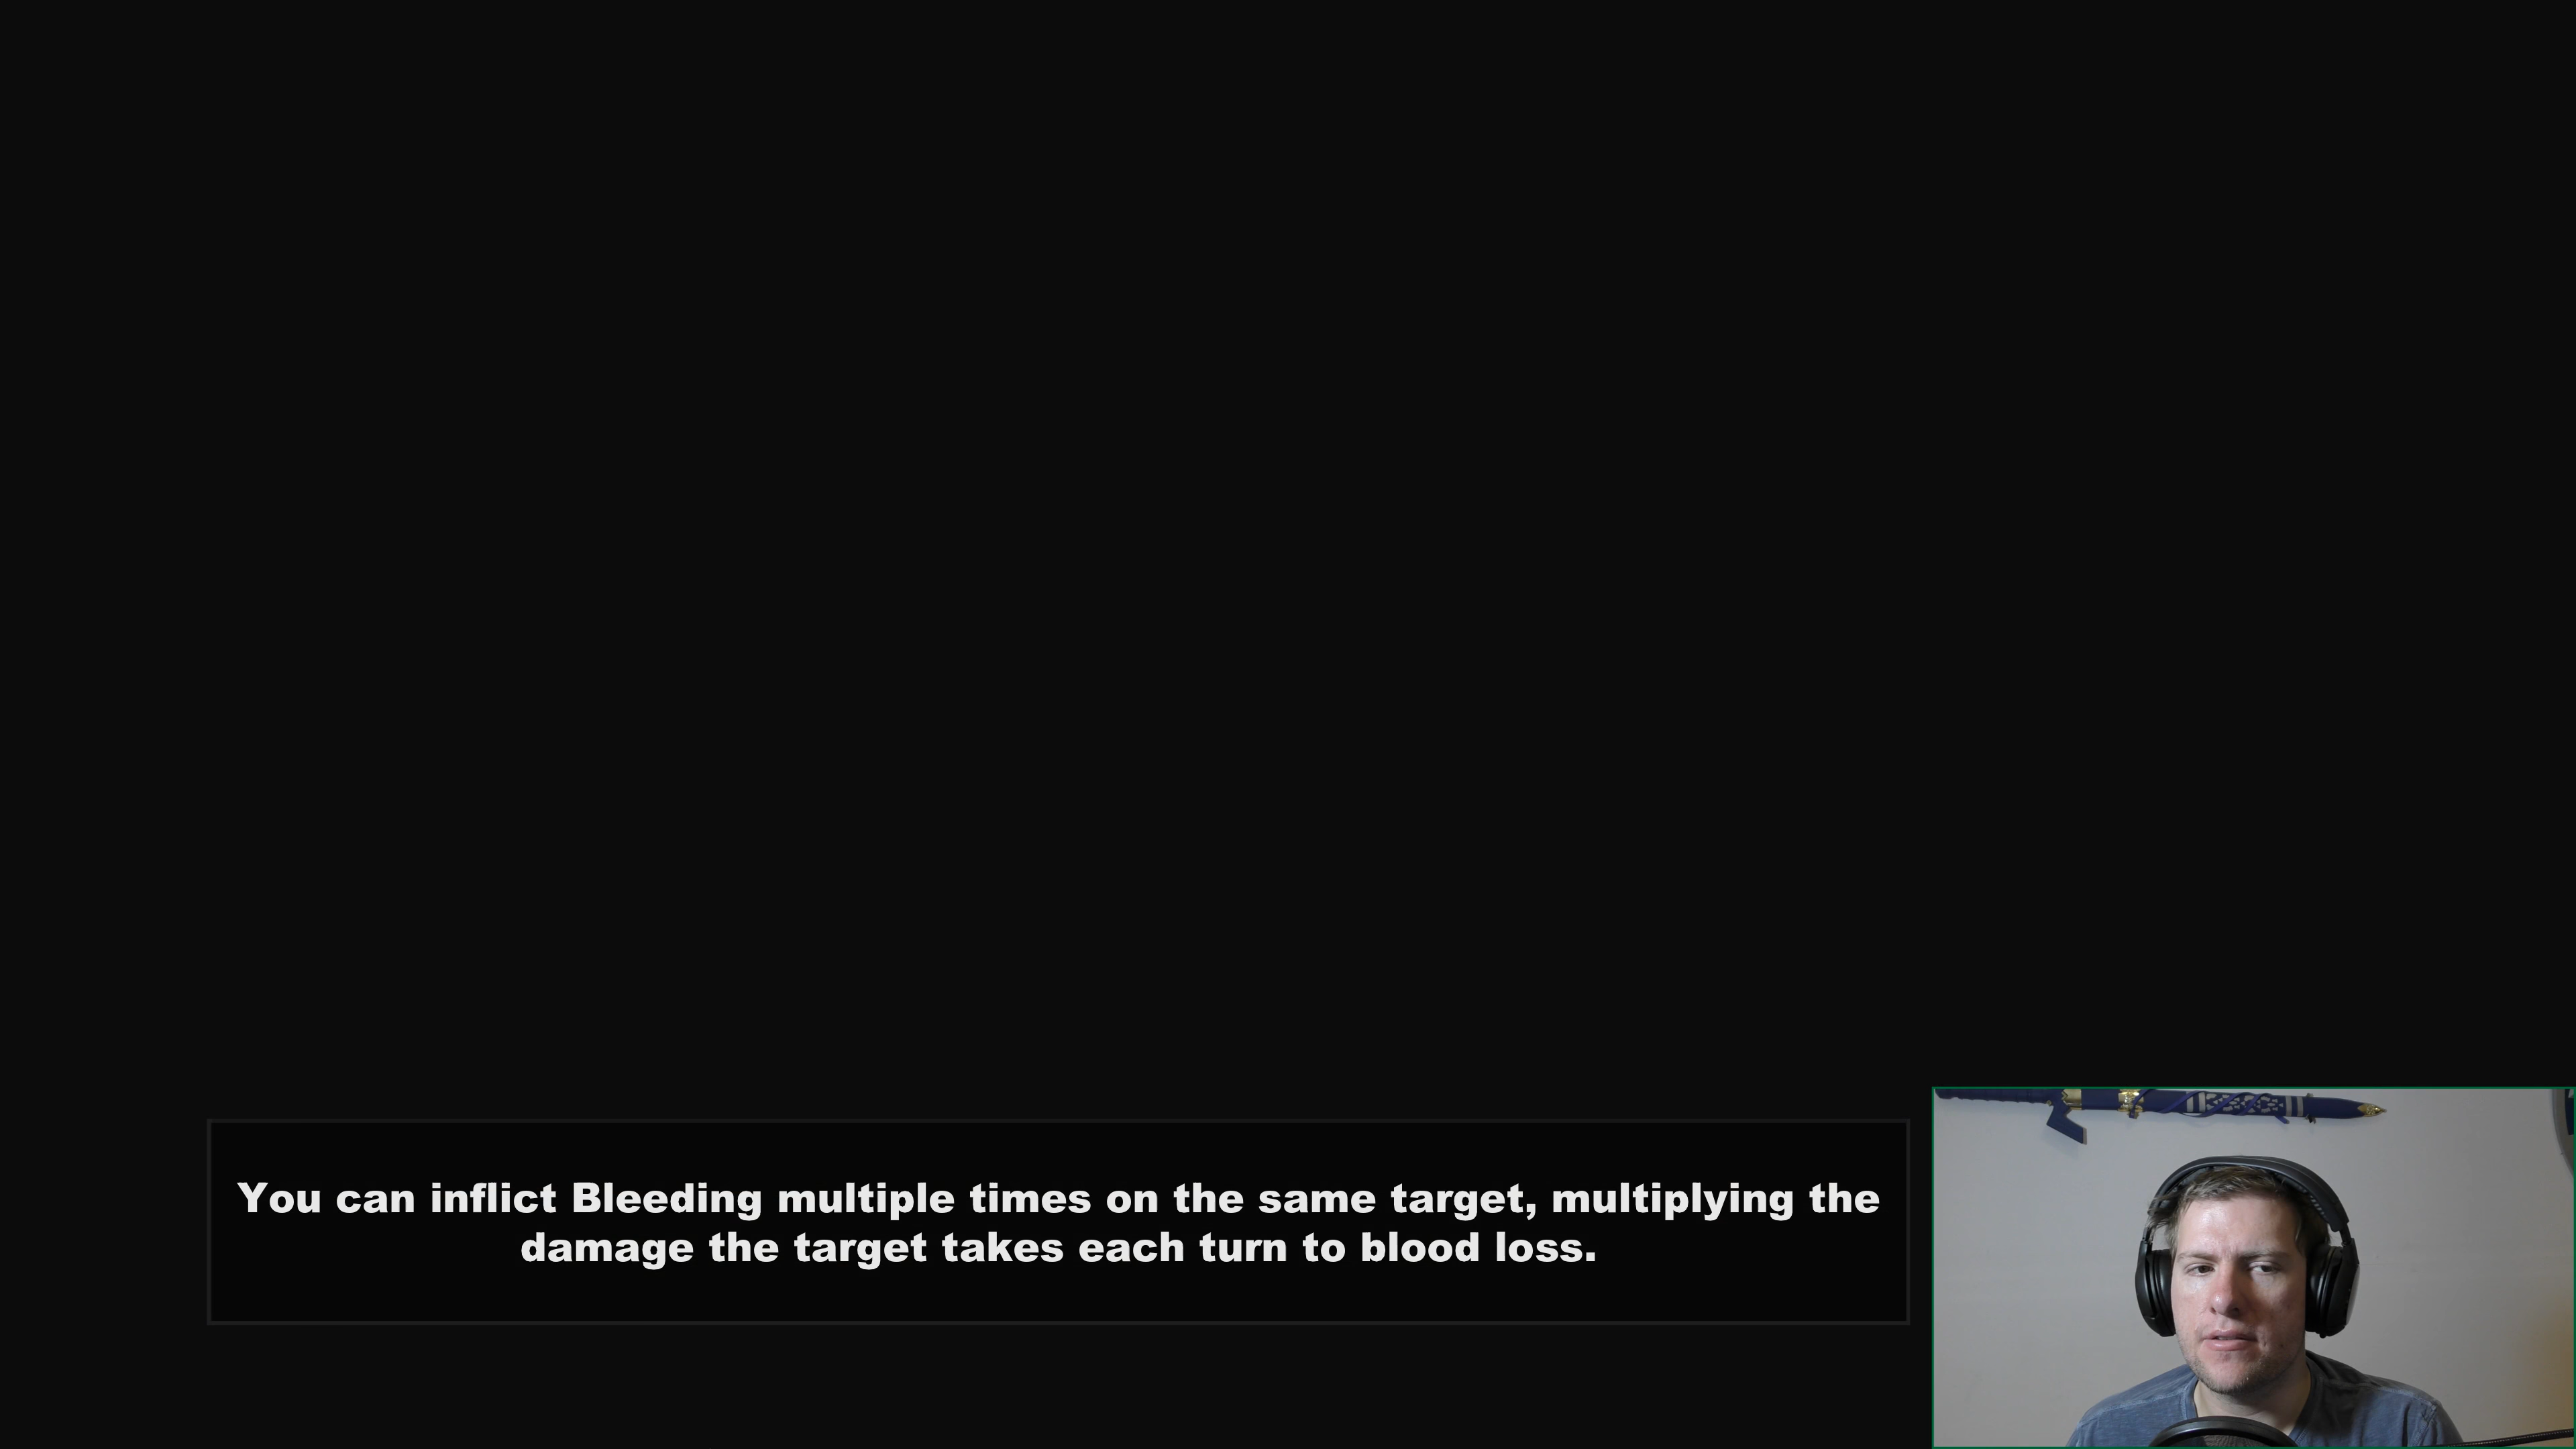 You can inflict Bleeding multiple times on the same target, multiplying the
damage the target takes each turn to blood loss.